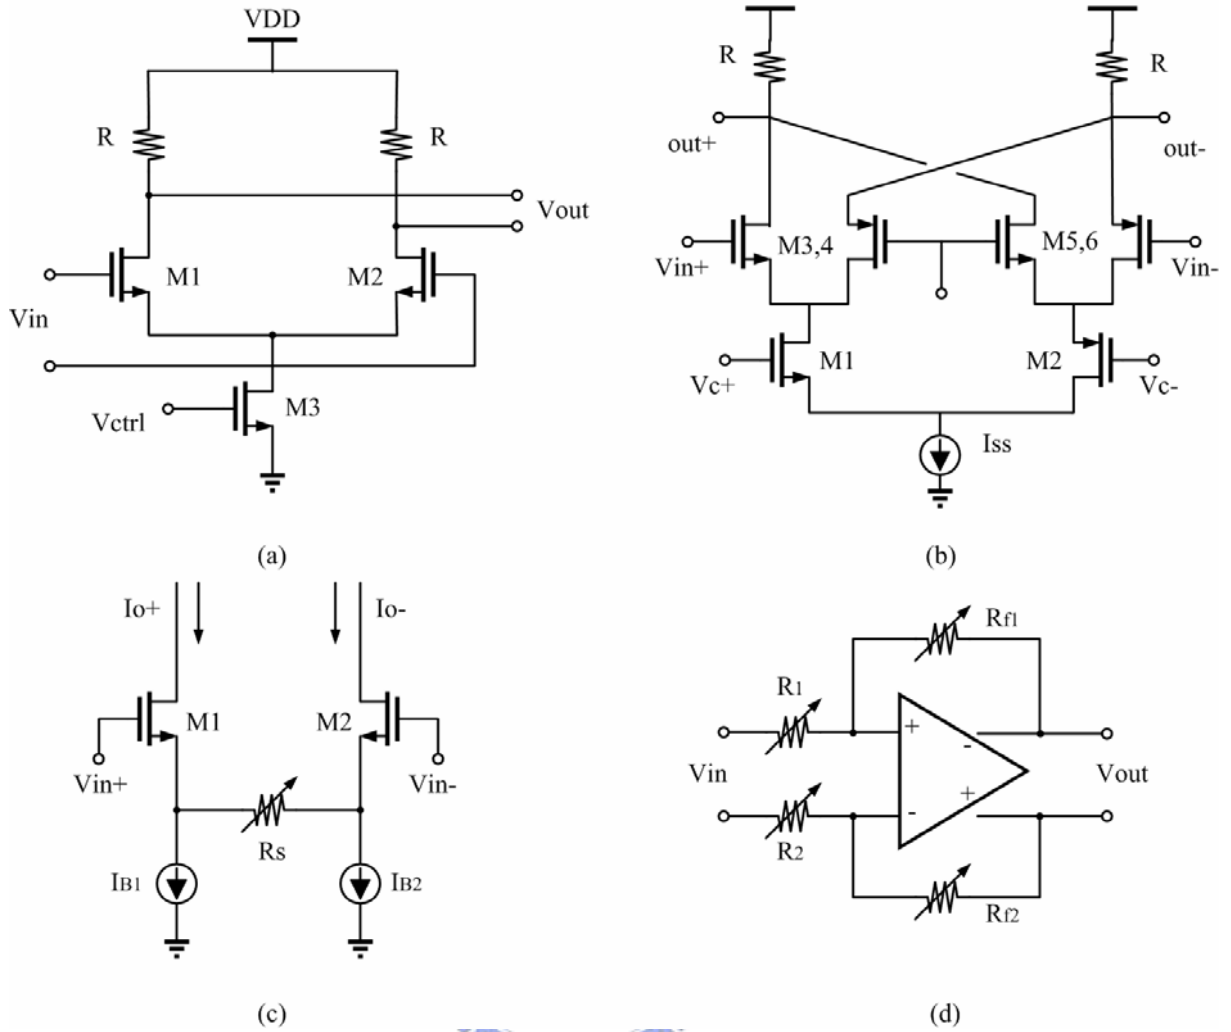 VDD
R
R
Vout
M1
M2
Vin
M3
Vctrl
(a)
R
R
out+
out-
M3,4
M5,6
Vin+
Vin-
M1
M2
Vc+
Vc-
Iss
(b)
Io+
Io-
M1
M2
Vin+
Vin-
Rs
IB1
IB2
(c)
Rf1
R1
+
-
Vin
Vout
+
-
R2
Rf2
(d)